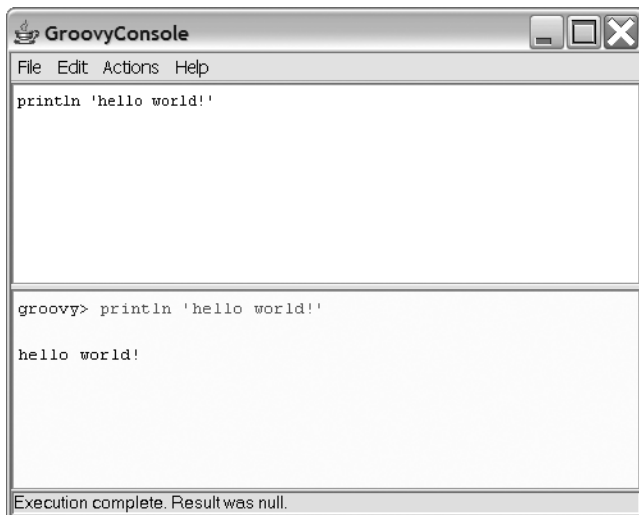 GroovyConsole
File Edit Actions Help
println 'hello world!'
groovy> println 'hello world!'
hello world!
Execution complete. Result was null.